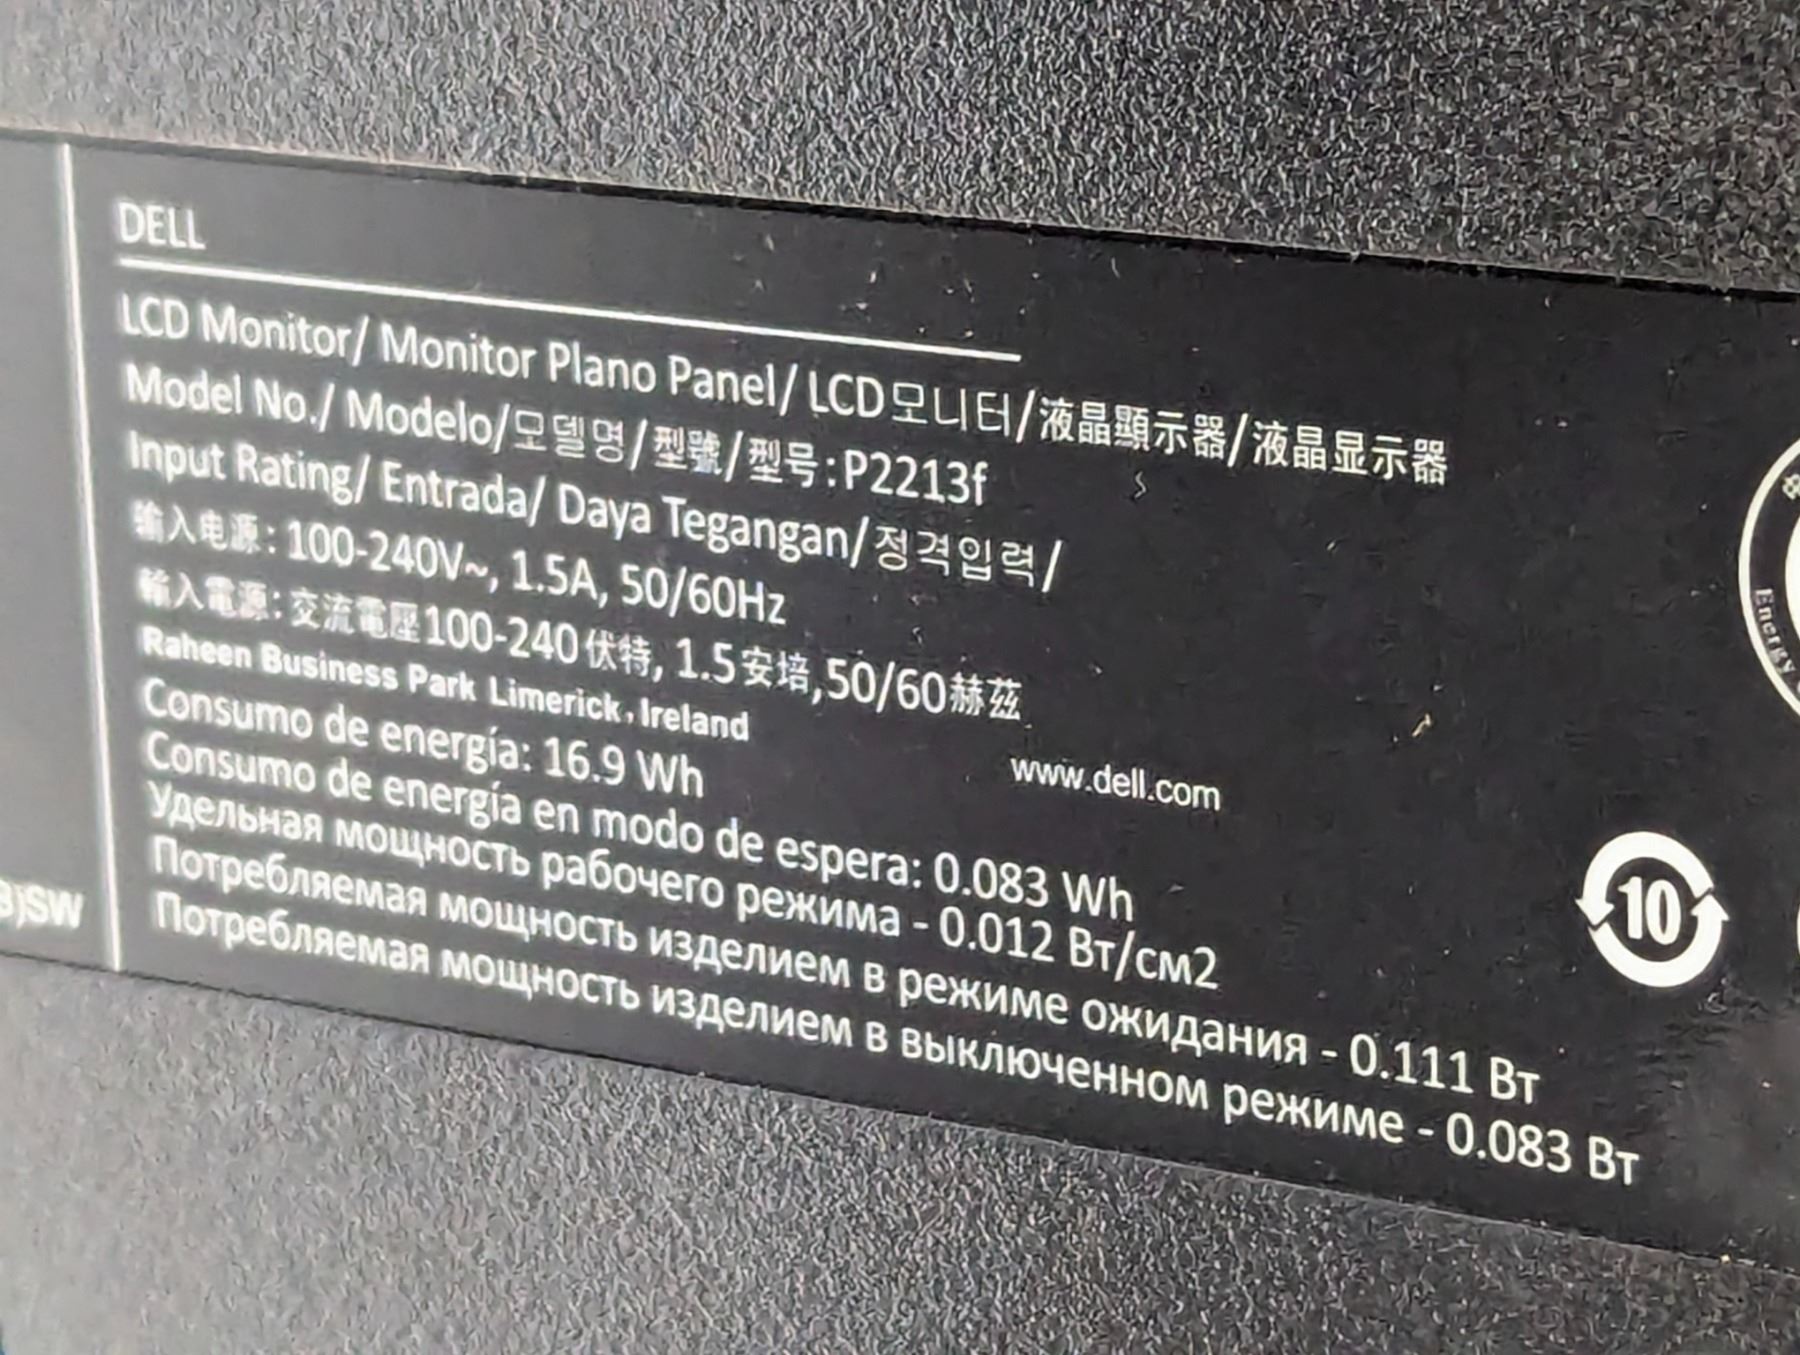 DELL
LCD Monitor/ Monitor Plano Panel/ LCD모니터/液晶顯示器/液晶显示器
Model No./ Modelo/모델명/型號/型号:P2213f
Input Rating/ Entrada/ Daya Tegangan/정격입력/
输入电源: 100-240V~, 1.5A, 50/60Hz
輸入電源: 交流電壓100-240伏特, 1.5安培,50/60赫茲
Raheen Business Park Limerick, Ireland
Consumo de energía: 16.9 Wh
www.dell.com
Consumo de energía en modo de espera: 0.083 Wh
Удельная мощность рабочего режима - 0.012 Вт/см2
Потребляемая мощность изделием в режиме ожидания - 0.111 Вт
Потребляемая мощность изделием в выключенном режиме - 0.083 Вт
)SW
10
Energy